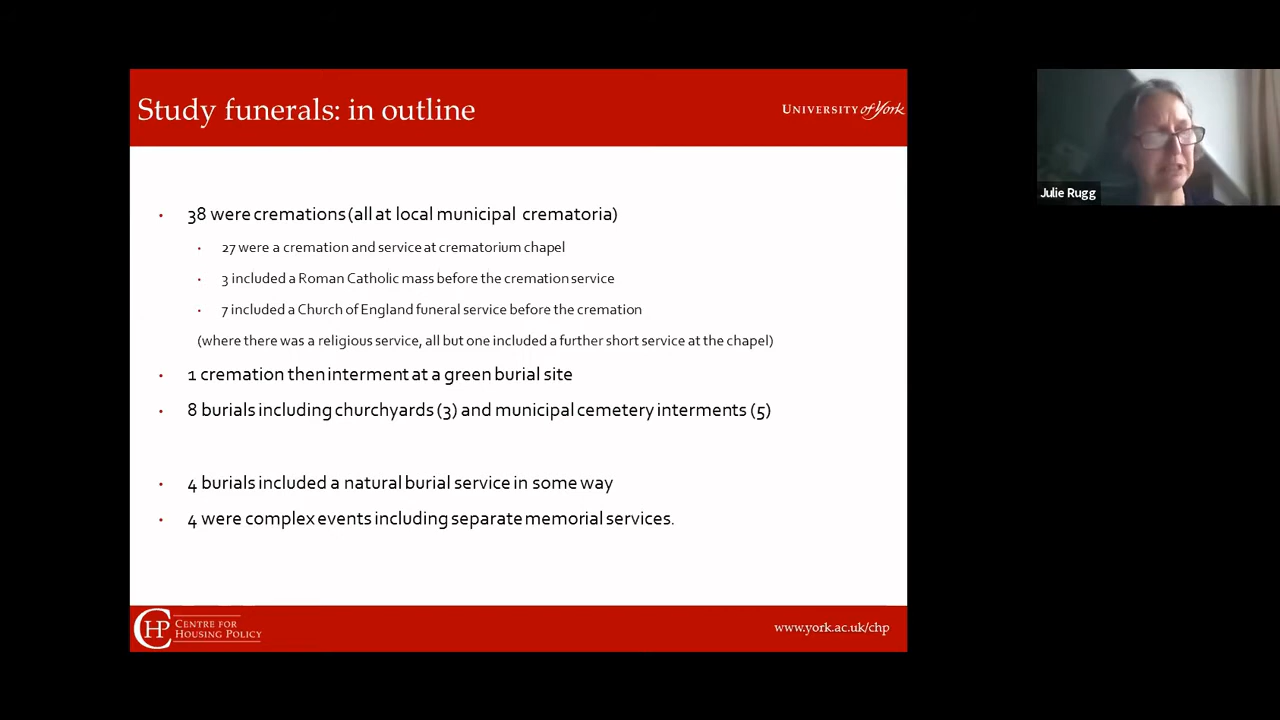 Study funerals: in outline
UNIVERSITY of York
Julie Rugg
• 38 were cremations (all at local municipal crematoria)
• 27 were a cremation and service at crematorium chapel
• 3 included a Roman Catholic mass before the cremation service
• 7 included a Church of England funeral service before the cremation
(where there was a religious service, all but one included a further short service at the chapel)
• 1 cremation then interment at a green burial site
• 8 burials including churchyards (3) and municipal cemetery interments (5)
• 4 burials included a natural burial service in some way
• 4 were complex events including separate memorial services.
CHP
CENTRE FOR
HOUSING POLICY
www.york.ac.uk/chp